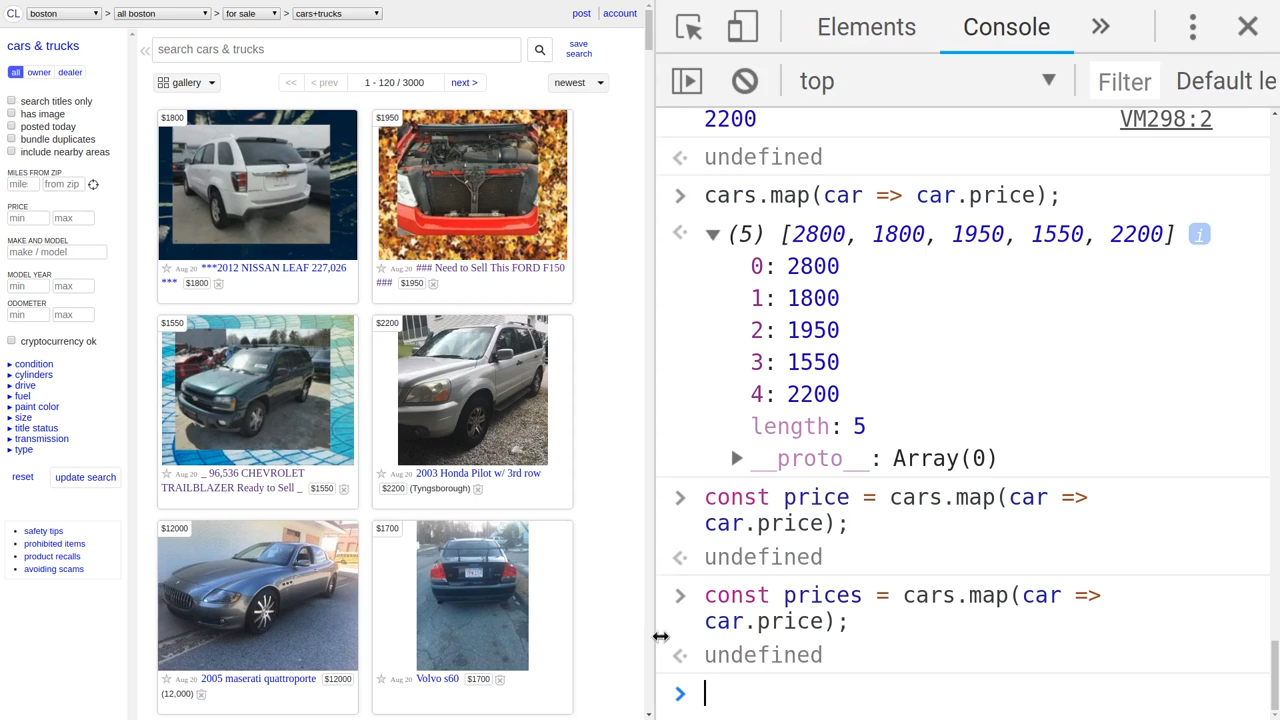 CL boston > all boston > for sale > cars+trucks post account
cars & trucks
all owner dealer
search titles only
has image
posted today
bundle duplicates
include nearby areas
MILES FROM ZIP
mile from zip
PRICE
min max
MAKE AND MODEL
make / model
MODEL YEAR
min max
ODOMETER
min max
cryptocurrency ok
▸ condition
▸ cylinders
▸ drive
▸ fuel
▸ paint color
▸ size
▸ title status
▸ transmission
▸ type
reset update search
• safety tips
• prohibited items
• product recalls
• avoiding scams
search cars & trucks
save
search
gallery << < prev 1 - 120 / 3000 next > newest
$1800
Aug 20 ***2012 NISSAN LEAF 227,026
*** $1800
$1950
Aug 20 ### Need to Sell This FORD F150
### $1950
$1550
Aug 20 _ 96,536 CHEVROLET
TRAILBLAZER Ready to Sell _ $1550
$2200
Aug 20 2003 Honda Pilot w/ 3rd row
$2200 (Tyngsborough)
$12000
Aug 20 2005 maserati quattroporte $12000
(12,000)
$1700
Aug 20 Volvo s60 $1700
Elements Console
top Filter Default le
2200 VM298:2
undefined
cars.map(car => car.price);
(5) [2800, 1800, 1950, 1550, 2200] i
0: 2800
1: 1800
2: 1950
3: 1550
4: 2200
length: 5
__proto__: Array(0)
const price = cars.map(car =>
car.price);
undefined
const prices = cars.map(car =>
car.price);
undefined